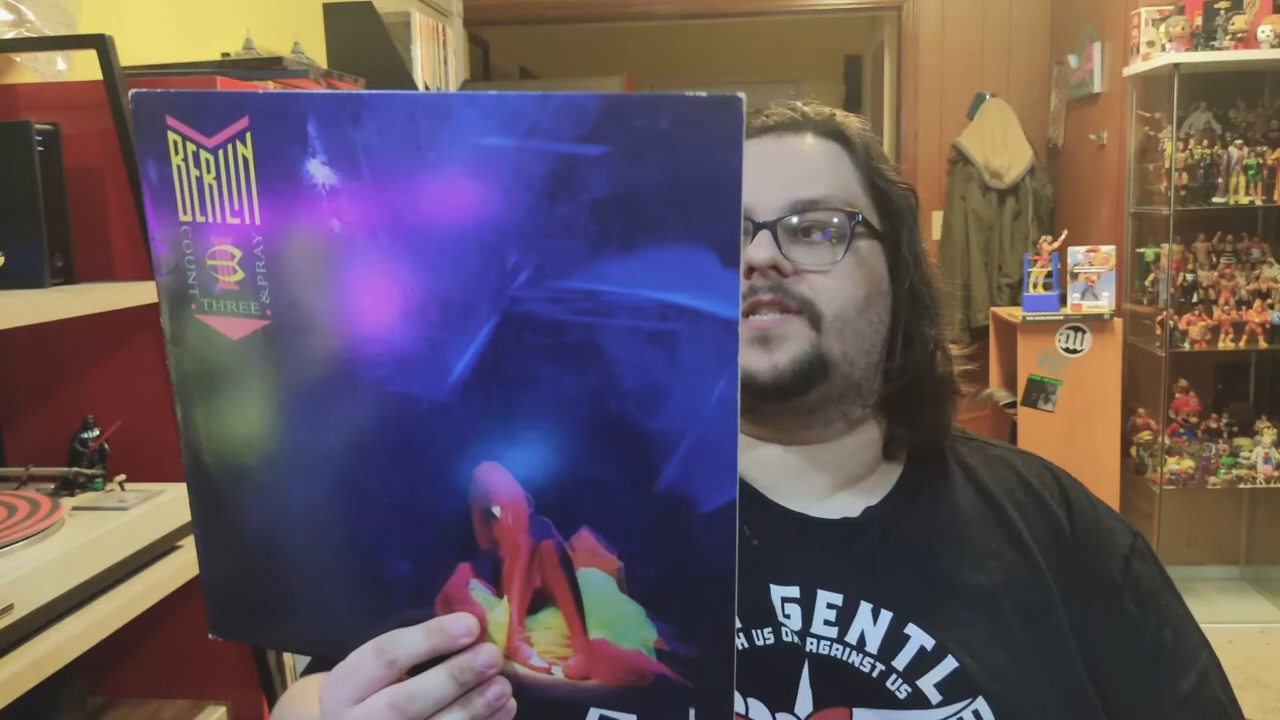 BERLIN
COUNT
THREE
& PRAY
GENTLE
H US OR AGAINST US